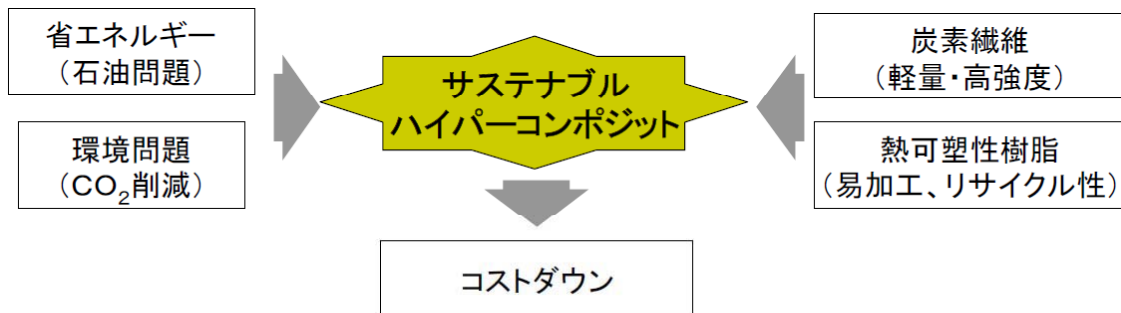 省エネルギー
（石油問題）
環境問題
（CO₂削減）
サステナブル
ハイパーコンポジット
炭素繊維
（軽量・高強度）
熱可塑性樹脂
（易加工、リサイクル性）
コストダウン